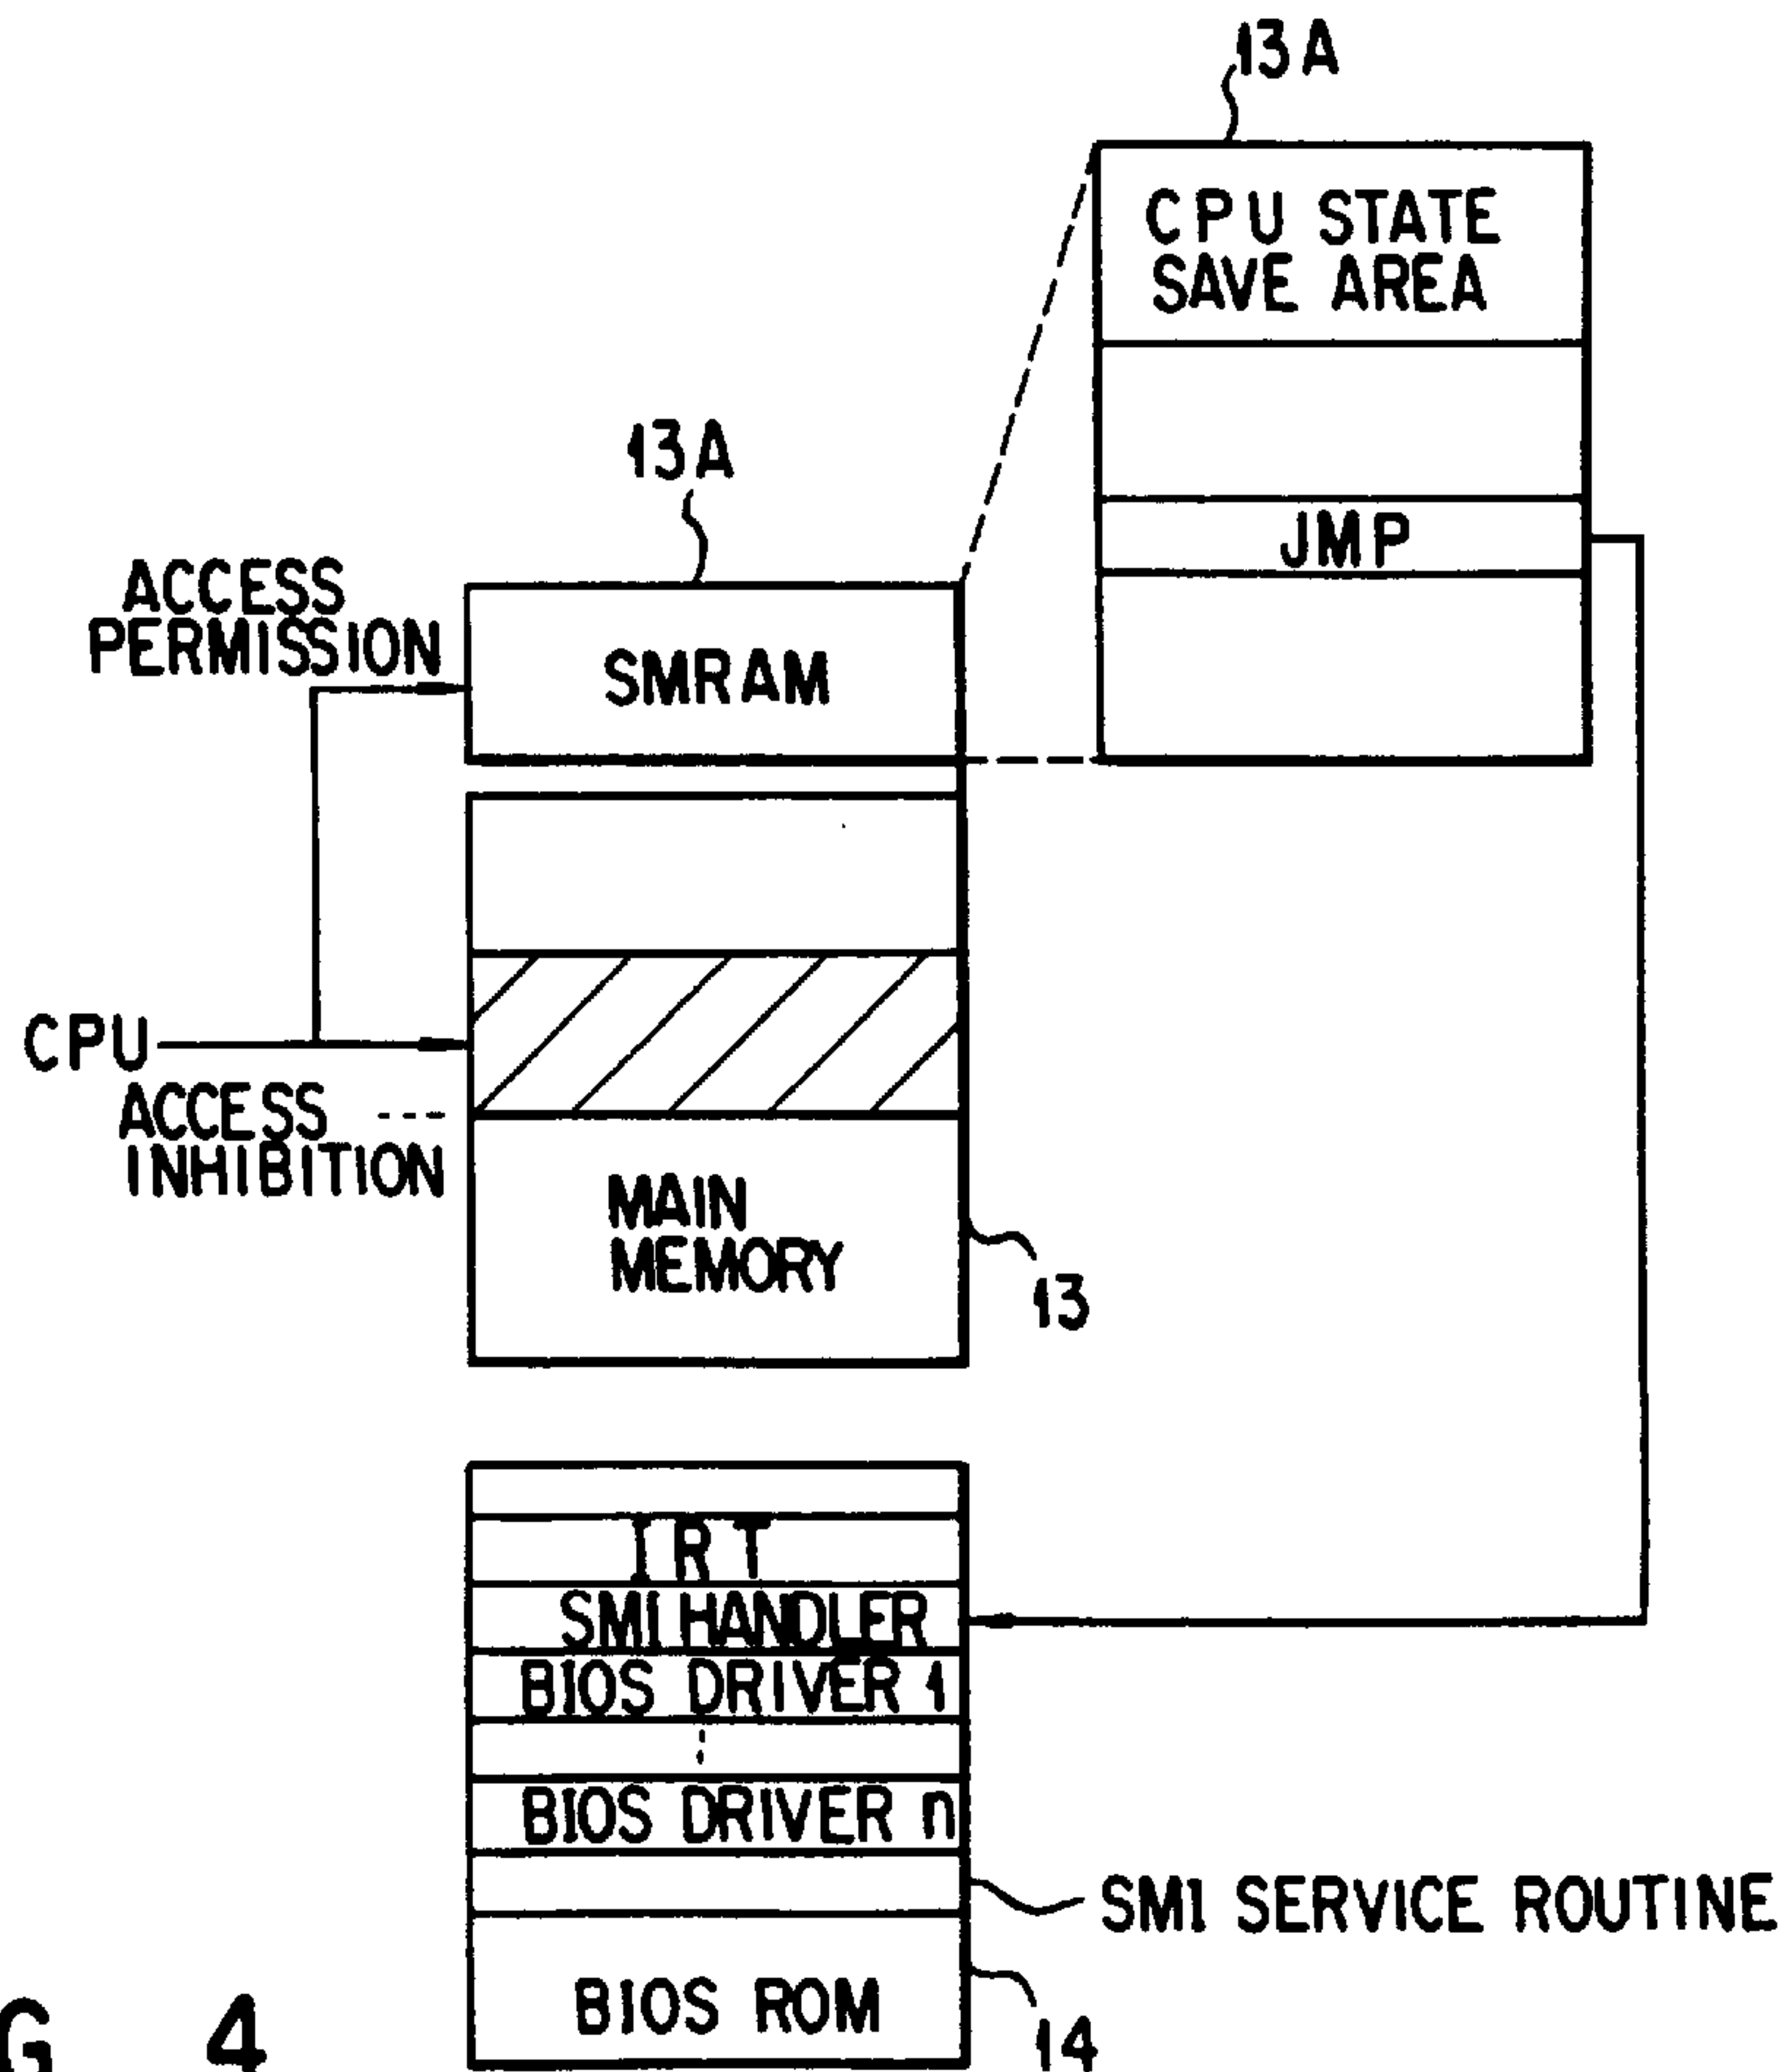 13A
CPU STATE
SAVE AREA
13A
JMP
ACCESS
PERMISSION
SMRAM
CPU
ACCESS
INHIBITION
MAIN
MEMORY
13
IRT
SMI HANDLER
BIOS DRIVER 1
BIOS DRIVER n
SMI SERVICE ROUTINE
BIOS ROM
14
G 4